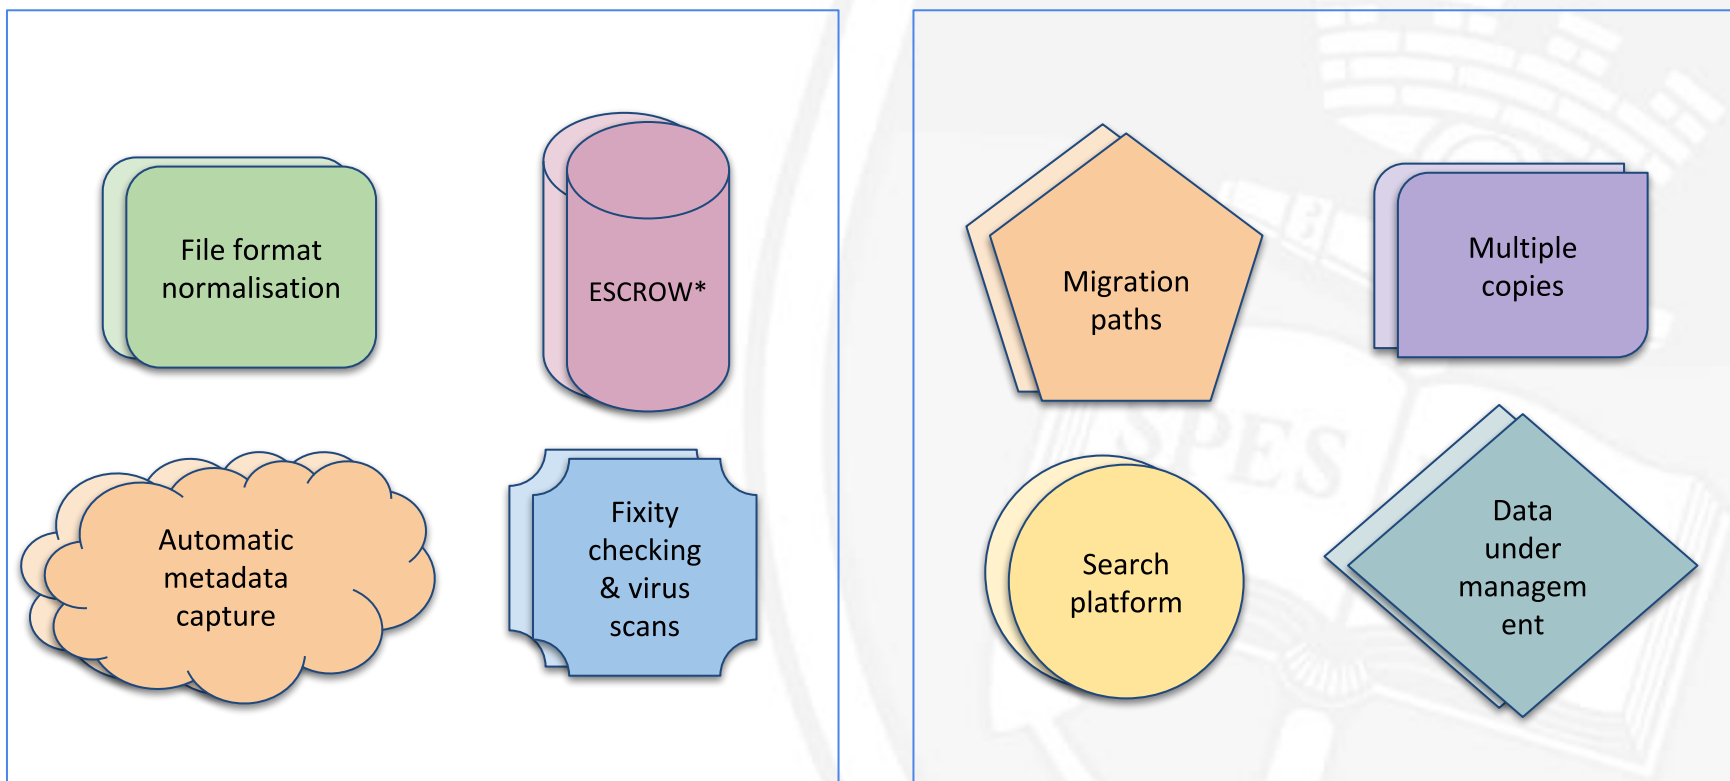 File format
normalisation
ESCROW*
Automatic
metadata
capture
Fixity
checking
& virus
scans
Migration
paths
Multiple
copies
Search
platform
Data
under
managem
ent
SPES